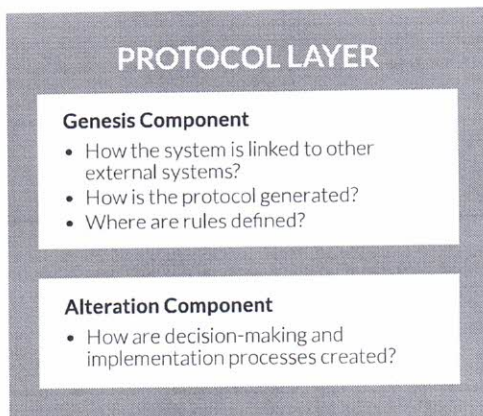 PROTOCOL LAYER
Genesis Component
• How the system is linked to other
external systems?
• How is the protocol generated?
• Where are rules defined?
Alteration Component
• How are decision-making and
implementation processes created?